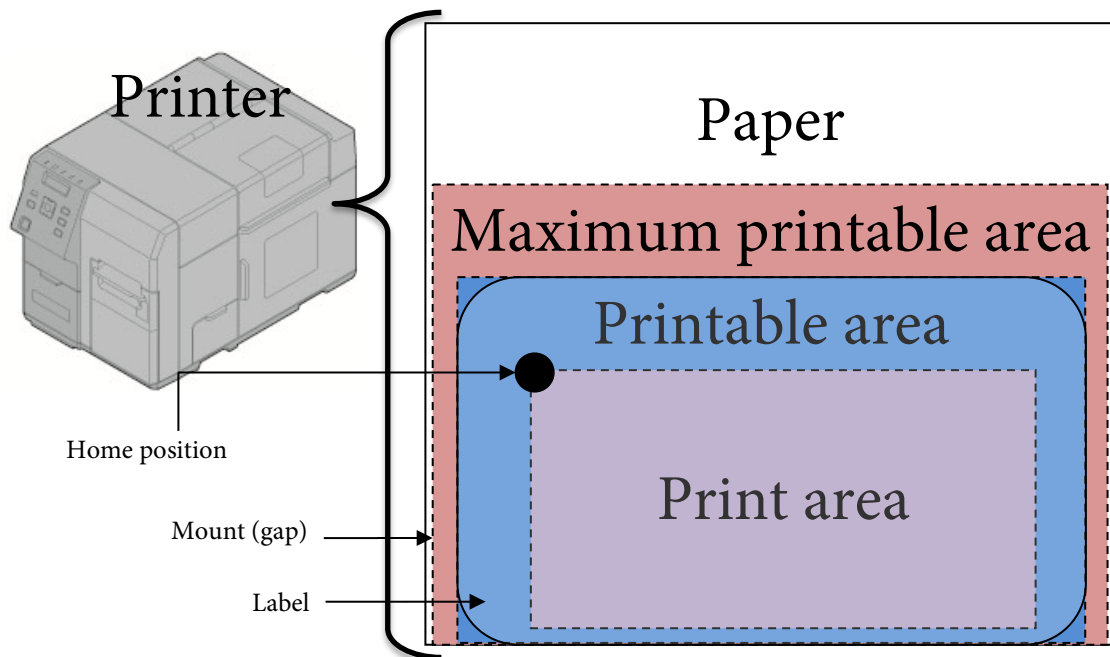 Printer
Paper
Maximum printable area
Printable area
Home position
Print area
Mount (gap)
Label